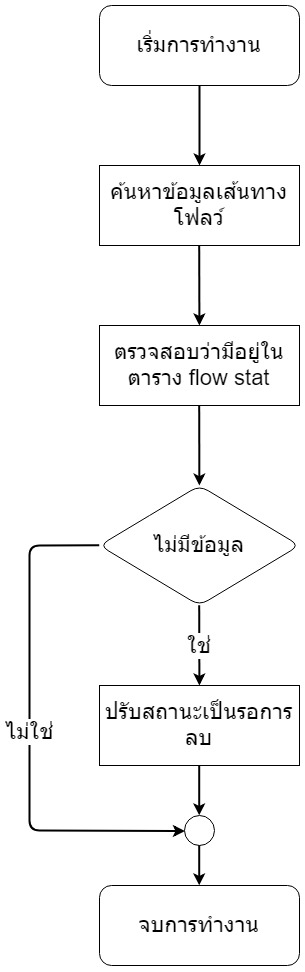 เริ่มการทำงาน
ค้นหาข้อมูลเส้นทาง
โฟลว์
ตรวจสอบว่ามีอยู่ใน
ตาราง flow stat
ไม่มีข้อมูล
ใช่
ปรับสถานะเป็นรอการ
ลบ
ไม่ใช่
จบการทำงาน